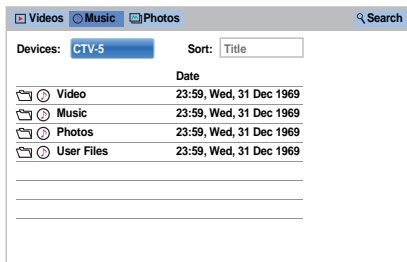 Videos Music Photos Search
Devices: CTV-5 Sort: Title
Date
Video 23:59, Wed, 31 Dec 1969
Music 23:59, Wed, 31 Dec 1969
Photos 23:59, Wed, 31 Dec 1969
User Files 23:59, Wed, 31 Dec 1969